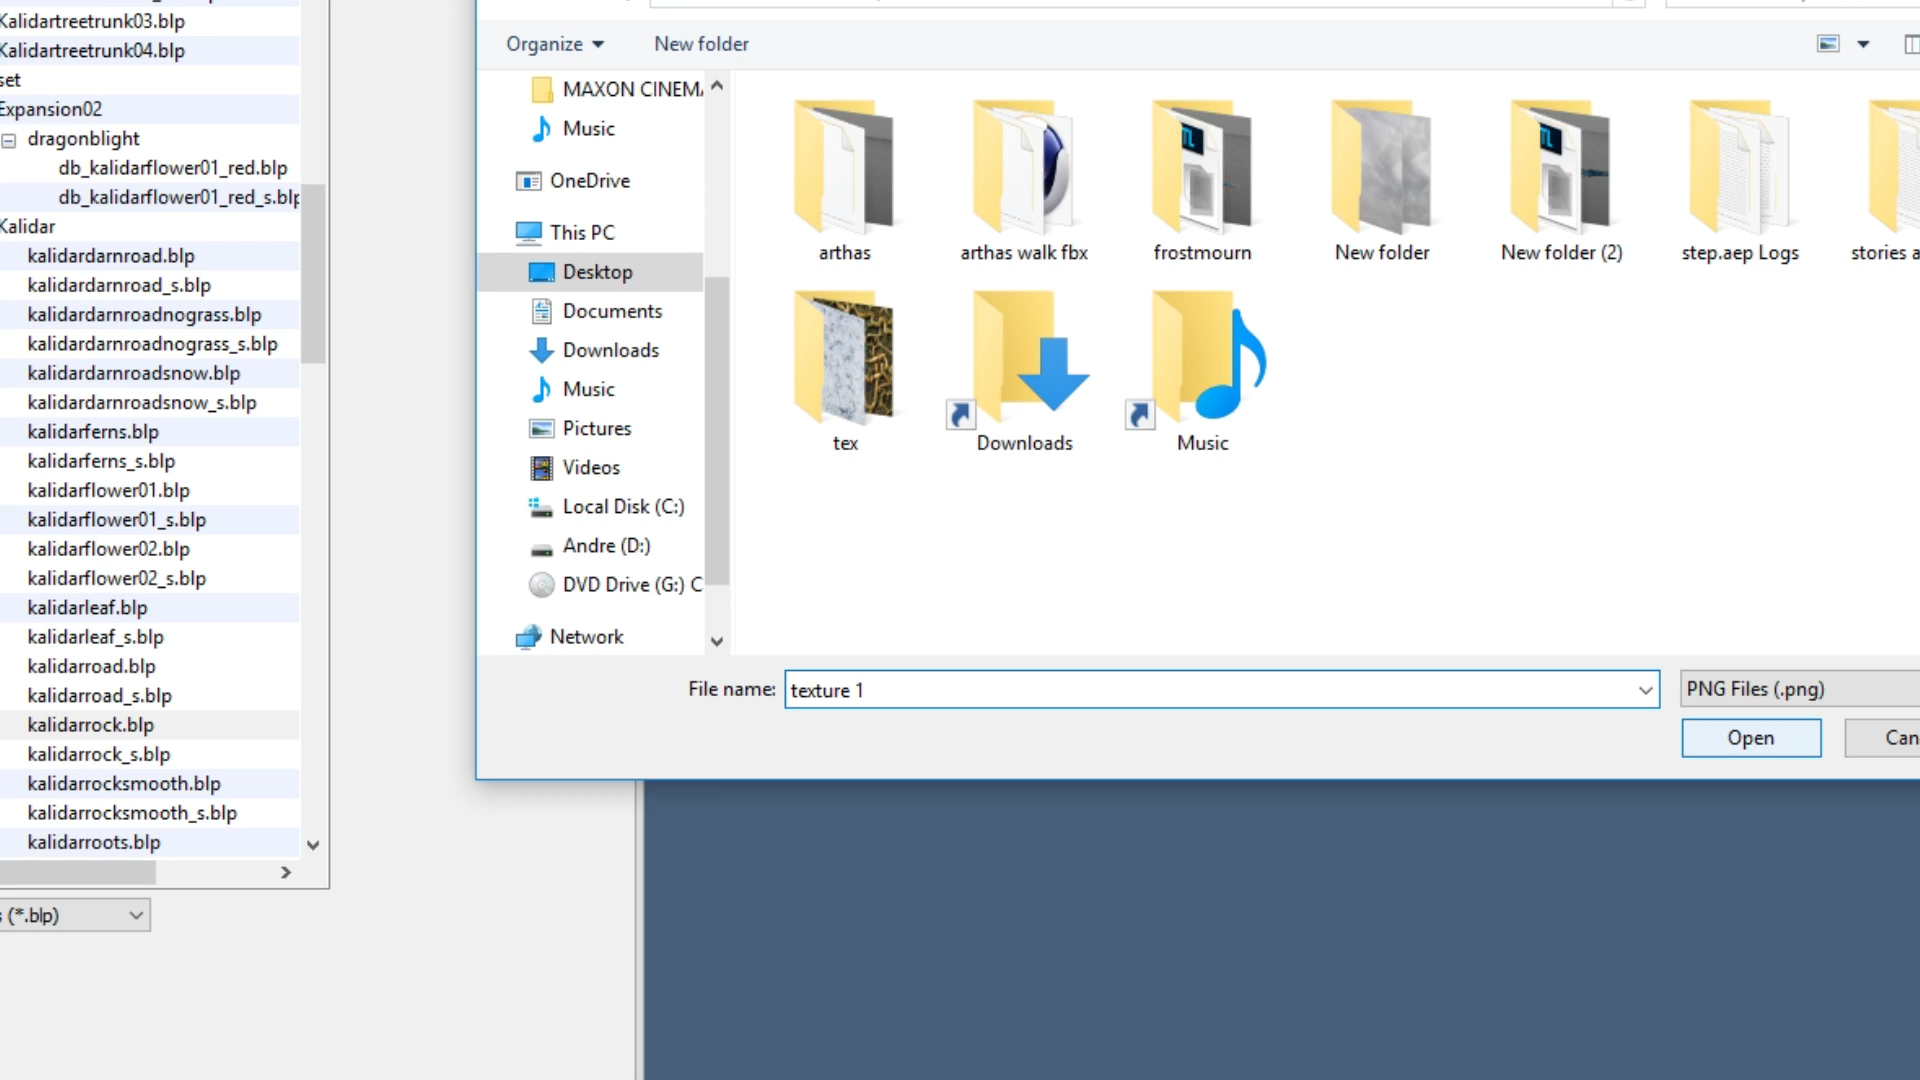 Kalidartreetrunk03.blp
Kalidartreetrunk04.blp
set
Expansion02
dragonblight
db_kalidarflower01_red.blp
db_kalidarflower01_red_s.blp
Kalidar
kalidardarnroad.blp
kalidardarnroad_s.blp
kalidardarnroadnograss.blp
kalidardarnroadnograss_s.blp
kalidardarnroadsnow.blp
kalidardarnroadsnow_s.blp
kalidarferns.blp
kalidarferns_s.blp
kalidarflower01.blp
kalidarflower01_s.blp
kalidarflower02.blp
kalidarflower02_s.blp
kalidarleaf.blp
kalidarleaf_s.blp
kalidarroad.blp
kalidarroad_s.blp
kalidarrock.blp
kalidarrock_s.blp
kalidarrocksmooth.blp
kalidarrocksmooth_s.blp
kalidarroots.blp
s (*.blp)
Organize New folder
MAXON CINEMA
Music
OneDrive
This PC
Desktop
Documents
Downloads
Music
Pictures
Videos
Local Disk (C:)
Andre (D:)
DVD Drive (G:) C
Network
arthas arthas walk fbx frostmourn New folder New folder (2) step.aep Logs stories a
tex Downloads Music
File name: texture 1 PNG Files (.png)
Open Can